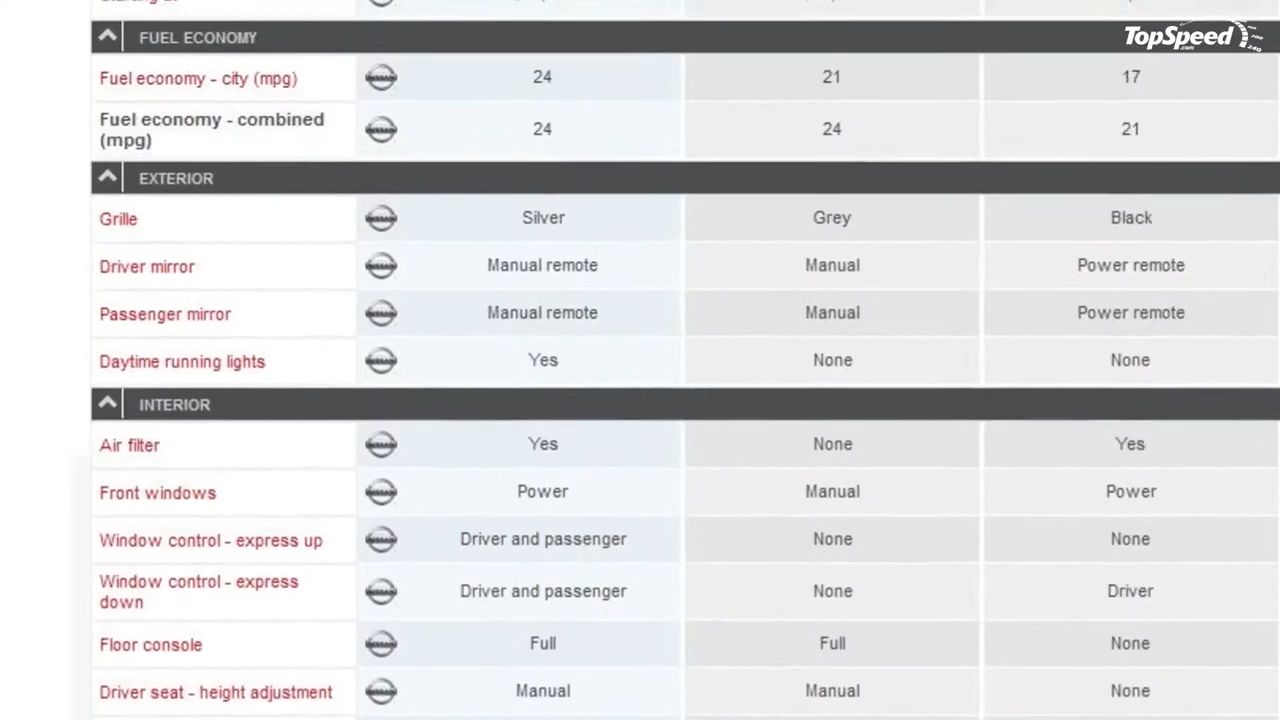 TopSpeed
.com
FUEL ECONOMY
Fuel economy - city (mpg) 24 21 17
Fuel economy - combined
(mpg) 24 24 21
EXTERIOR
Grille Silver Grey Black
Driver mirror Manual remote Manual Power remote
Passenger mirror Manual remote Manual Power remote
Daytime running lights Yes None None
INTERIOR
Air filter Yes None Yes
Front windows Power Manual Power
Window control - express up Driver and passenger None None
Window control - express
down Driver and passenger None Driver
Floor console Full Full None
Driver seat - height adjustment Manual Manual None